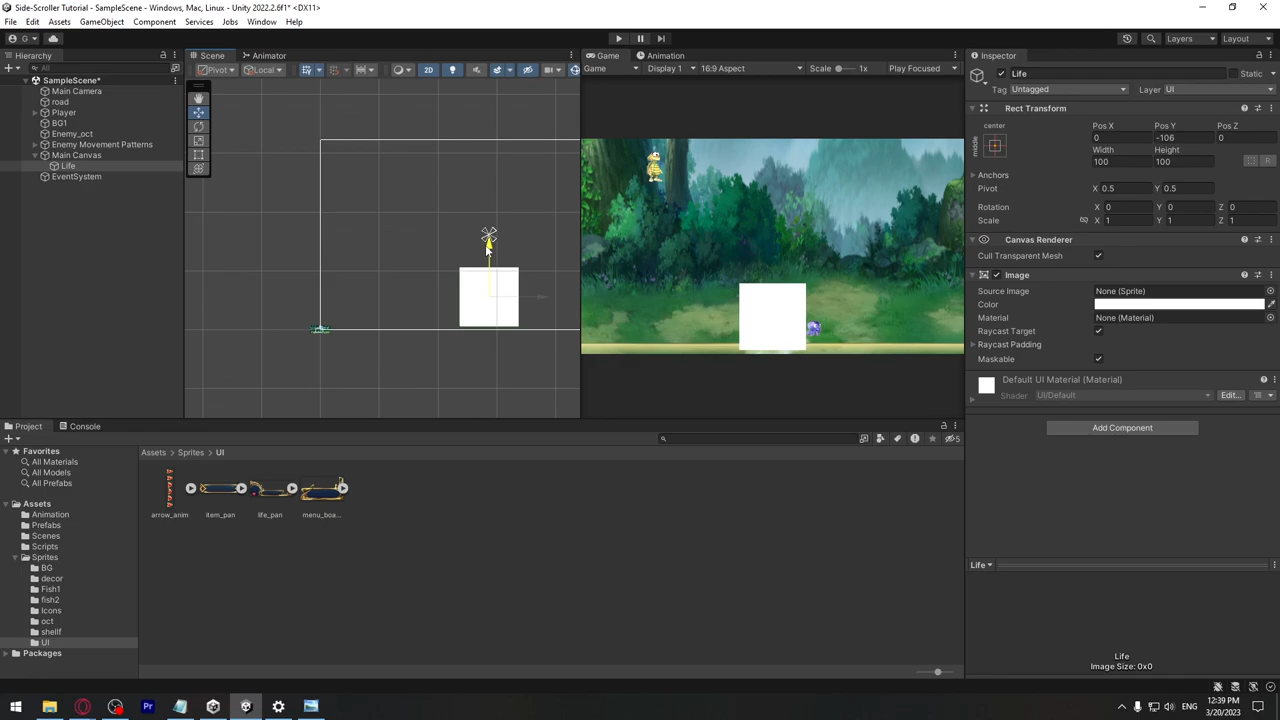 Side-Scroller Tutorial - SampleScene - Windows, Mac, Linux - Unity 2022.2.6f1* <DX11>
File Edit Assets GameObject Component Services Jobs Window Help
G
Layers Layout
Hierarchy
All
SampleScene*
Main Camera
road
Player
BG1
Enemy_oct
Enemy Movement Patterns
Main Canvas
Life
EventSystem
Scene Animator
Pivot Local 2D
Game Animation
Game Display 1 16:9 Aspect Scale 1x Play Focused
Inspector
Life Static
Tag Untagged Layer UI
Rect Transform
center
middle
Pos X Pos Y Pos Z
0 -106 0
Width Height
100 100
R
Anchors
Pivot X 0.5 Y 0.5
Rotation X 0 Y 0 Z 0
Scale X 1 Y 1 Z 1
Canvas Renderer
Cull Transparent Mesh
Image
Source Image None (Sprite)
Color
Material None (Material)
Raycast Target
Raycast Padding
Maskable
Default UI Material (Material)
Shader UI/Default Edit...
Add Component
Life
Life
Image Size: 0x0
Project Console
5
Favorites
All Materials
All Models
All Prefabs
Assets
Animation
Prefabs
Scenes
Scripts
Sprites
BG
decor
Fish1
fish2
Icons
oct
shellf
UI
Packages
Assets Sprites UI
arrow_anim item_pan life_pan menu_boa...
Pr
ENG
12:39 PM
3/20/2023